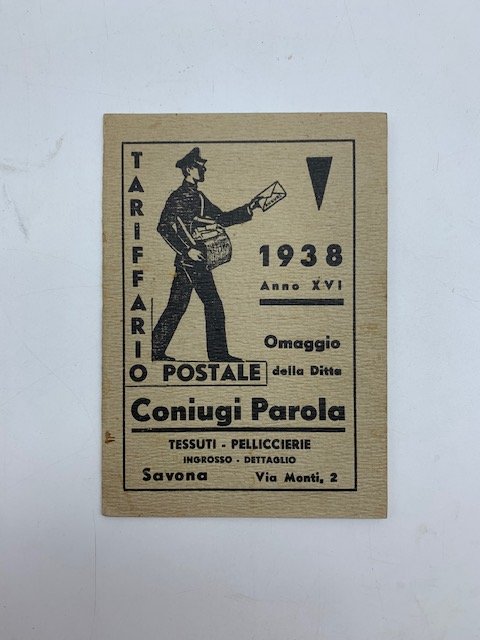 TARIFFARIO POSTALE
1938
Anno XVI
Omaggio
della Ditta
Coniugi Parola
TESSUTI - PELLICCIERIE
INGROSSO - DETTAGLIO
Savona Via Monti, 2